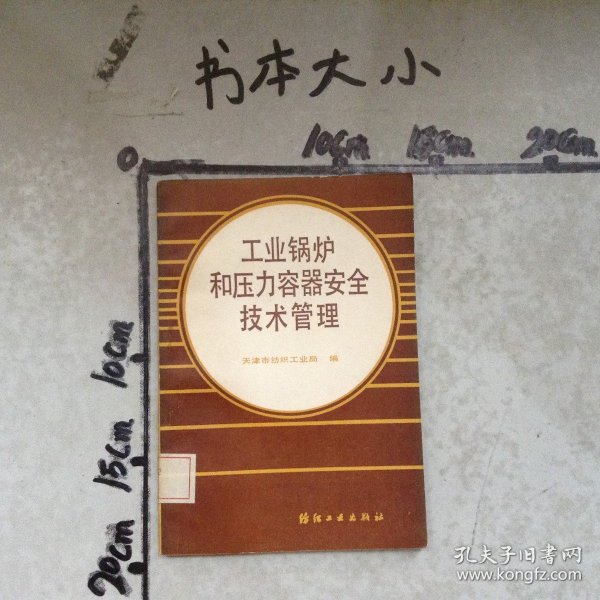 书本大小
10cm
15cm
20cm
0
工业锅炉
和压力容器安全
技术管理
天津市纺织工业局 编
10cm
15cm
20cm
纺织工业出版社
孔夫子旧书网
www.kongfz.com